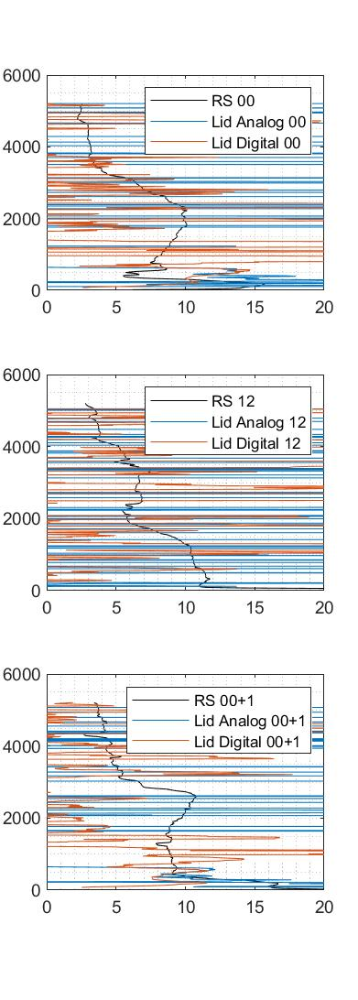 6000
RS 00
Lid Analog 00
Lid Digital 00
4000
2000
0
0 5 10 15 20
6000
RS 12
Lid Analog 12
Lid Digital 12
4000
2000
0
0 5 10 15 20
6000
RS 00+1
Lid Analog 00+1
Lid Digital 00+1
4000
2000
0
0 5 10 15 20